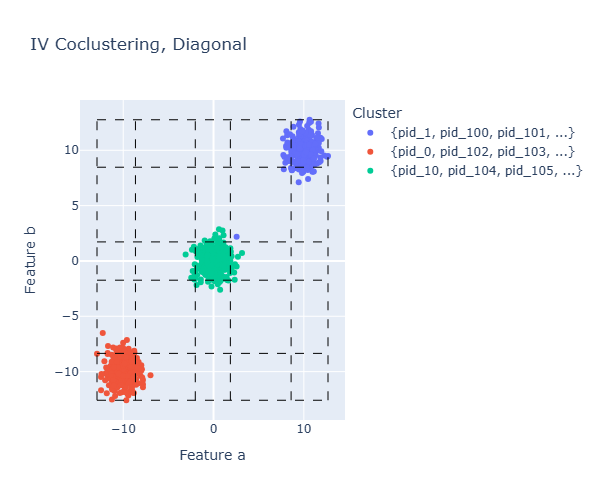 IV Coclustering, Diagonal
Cluster
{pid_1, pid_100, pid_101, ...}
{pid_0, pid_102, pid_103, ...}
{pid_10, pid_104, pid_105, ...}
Feature b
10
5
0
−5
−10
−10
0
10
Feature a